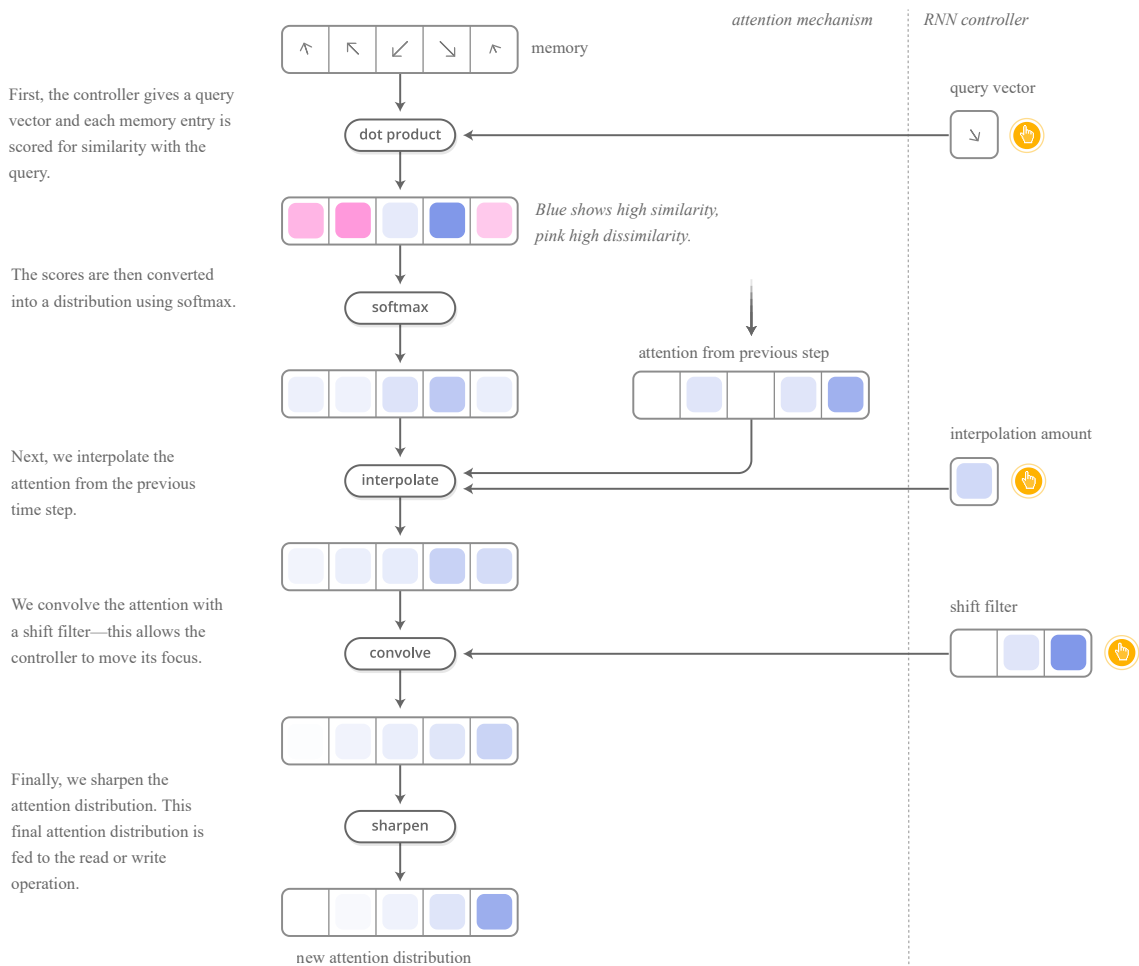 attention mechanism
RNN controller
memory
First, the controller gives a query
vector and each memory entry is
scored for similarity with the
query.
query vector
dot product
Blue shows high similarity,
pink high dissimilarity.
The scores are then converted
into a distribution using softmax.
softmax
attention from previous step
Next, we interpolate the
attention from the previous
time step.
interpolation amount
interpolate
We convolve the attention with
a shift filter—this allows the
controller to move its focus.
shift filter
convolve
Finally, we sharpen the
attention distribution. This
final attention distribution is
fed to the read or write
operation.
sharpen
new attention distribution